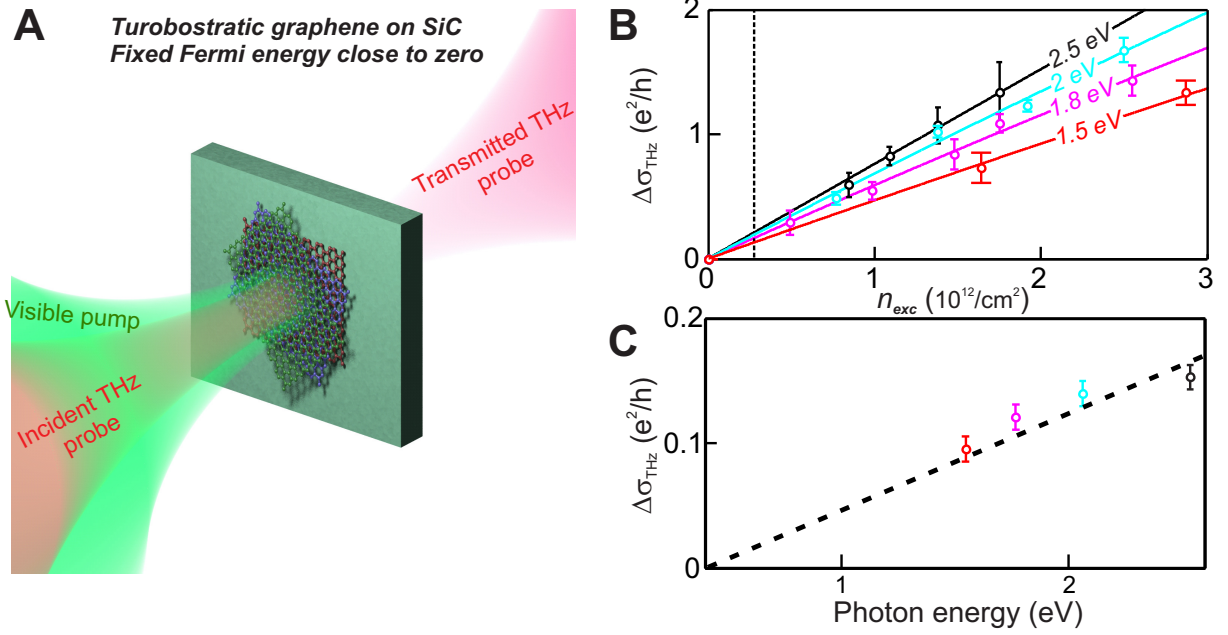 A
Turobostratic graphene on SiC
Fixed Fermi energy close to zero
Transmitted THz
probe
Visible pump
Incident THz
probe
B
2
1
0
ΔσTHz (e²/h)
2.5 eV
2 eV
1.8 eV
1.5 eV
0
1
2
3
nexc (10¹²/cm²)
C
0.2
0.1
0
ΔσTHz (e²/h)
1
2
Photon energy (eV)